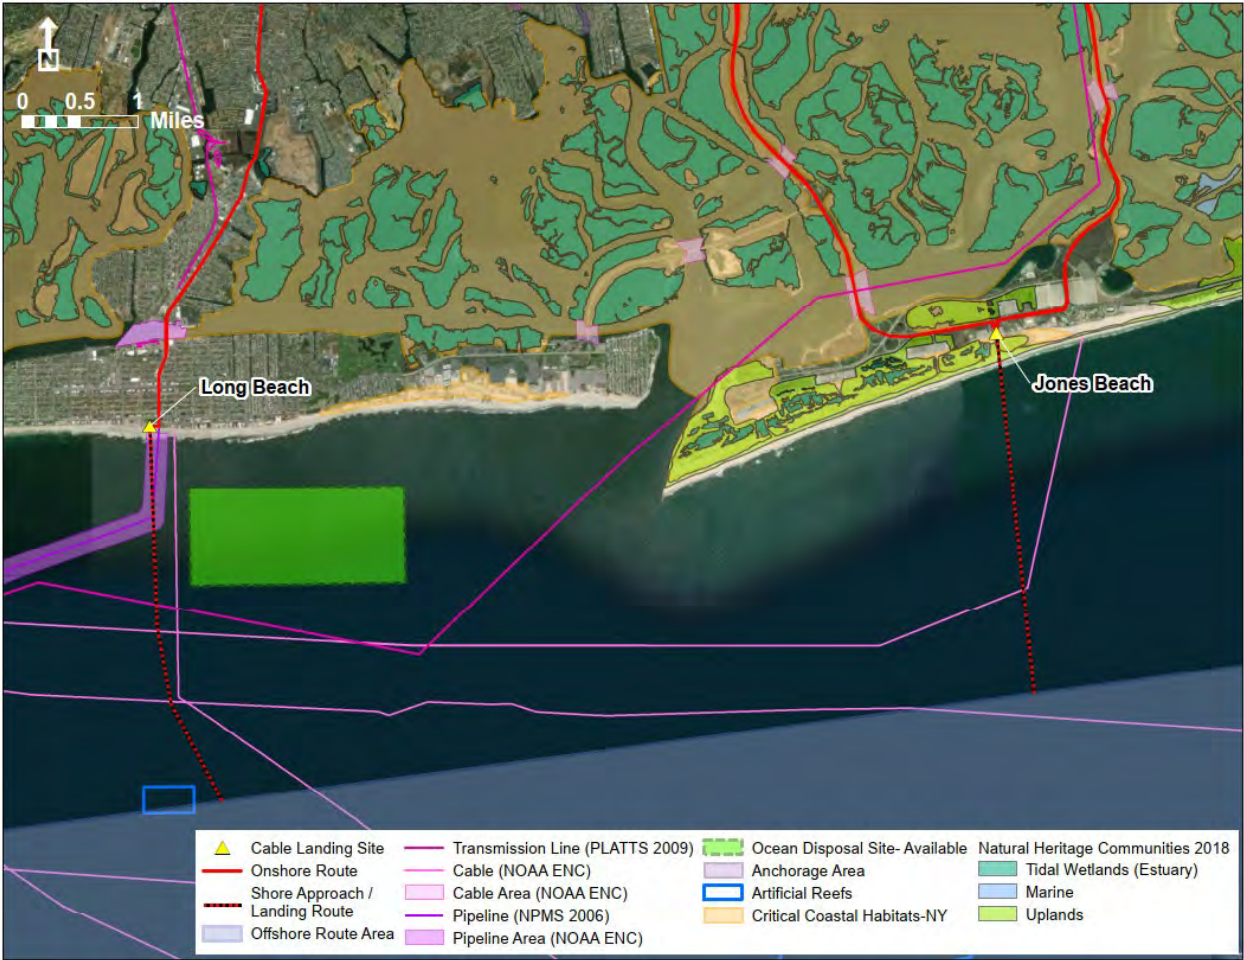 N
0 0.5 1
Miles
Long Beach
Jones Beach
Cable Landing Site
Onshore Route
Shore Approach /
Landing Route
Offshore Route Area
Transmission Line (PLATTS 2009)
Cable (NOAA ENC)
Cable Area (NOAA ENC)
Pipeline (NPMS 2006)
Pipeline Area (NOAA ENC)
Ocean Disposal Site- Available
Anchorage Area
Artificial Reefs
Critical Coastal Habitats-NY
Natural Heritage Communities 2018
Tidal Wetlands (Estuary)
Marine
Uplands